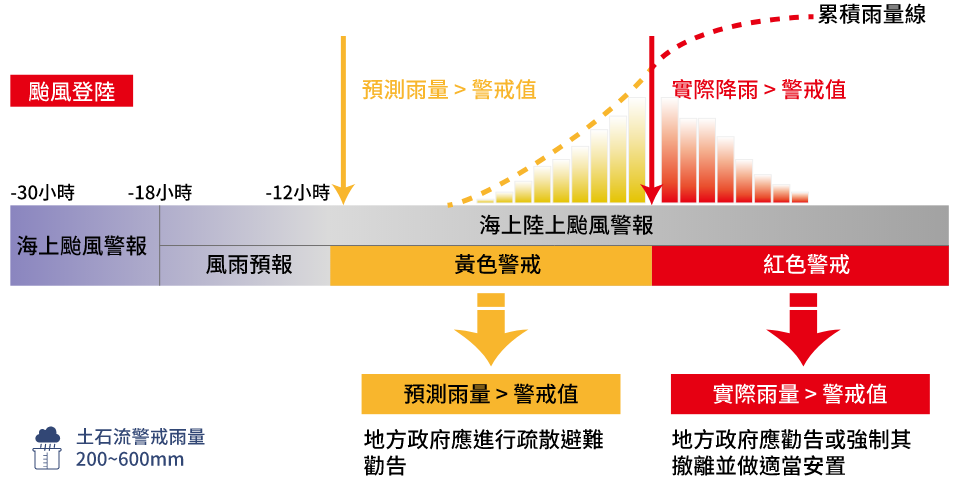 累積雨量線
颱風登陸
預測雨量 > 警戒值
實際降雨 > 警戒值
-30小時
-18小時
-12小時
海上颱風警報
海上陸上颱風警報
風雨預報
黃色警戒
紅色警戒
預測雨量 > 警戒值
實際雨量 > 警戒值
土石流警戒雨量
200~600mm
地方政府應進行疏散避難
勸告
地方政府應勸告或強制其
撤離並做適當安置